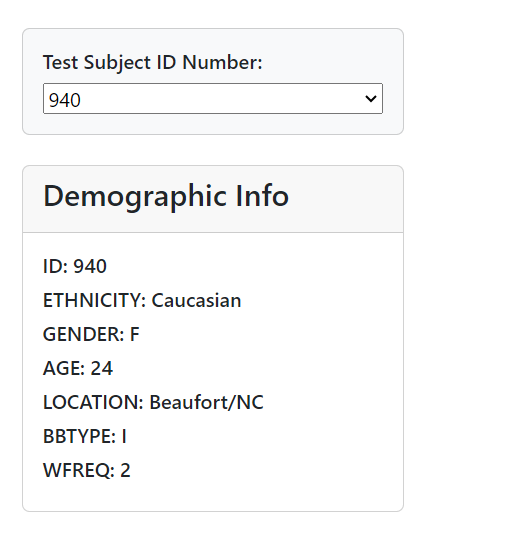 Test Subject ID Number:
940
Demographic Info
ID: 940
ETHNICITY: Caucasian
GENDER: F
AGE: 24
LOCATION: Beaufort/NC
BBTYPE: I
WFREQ: 2